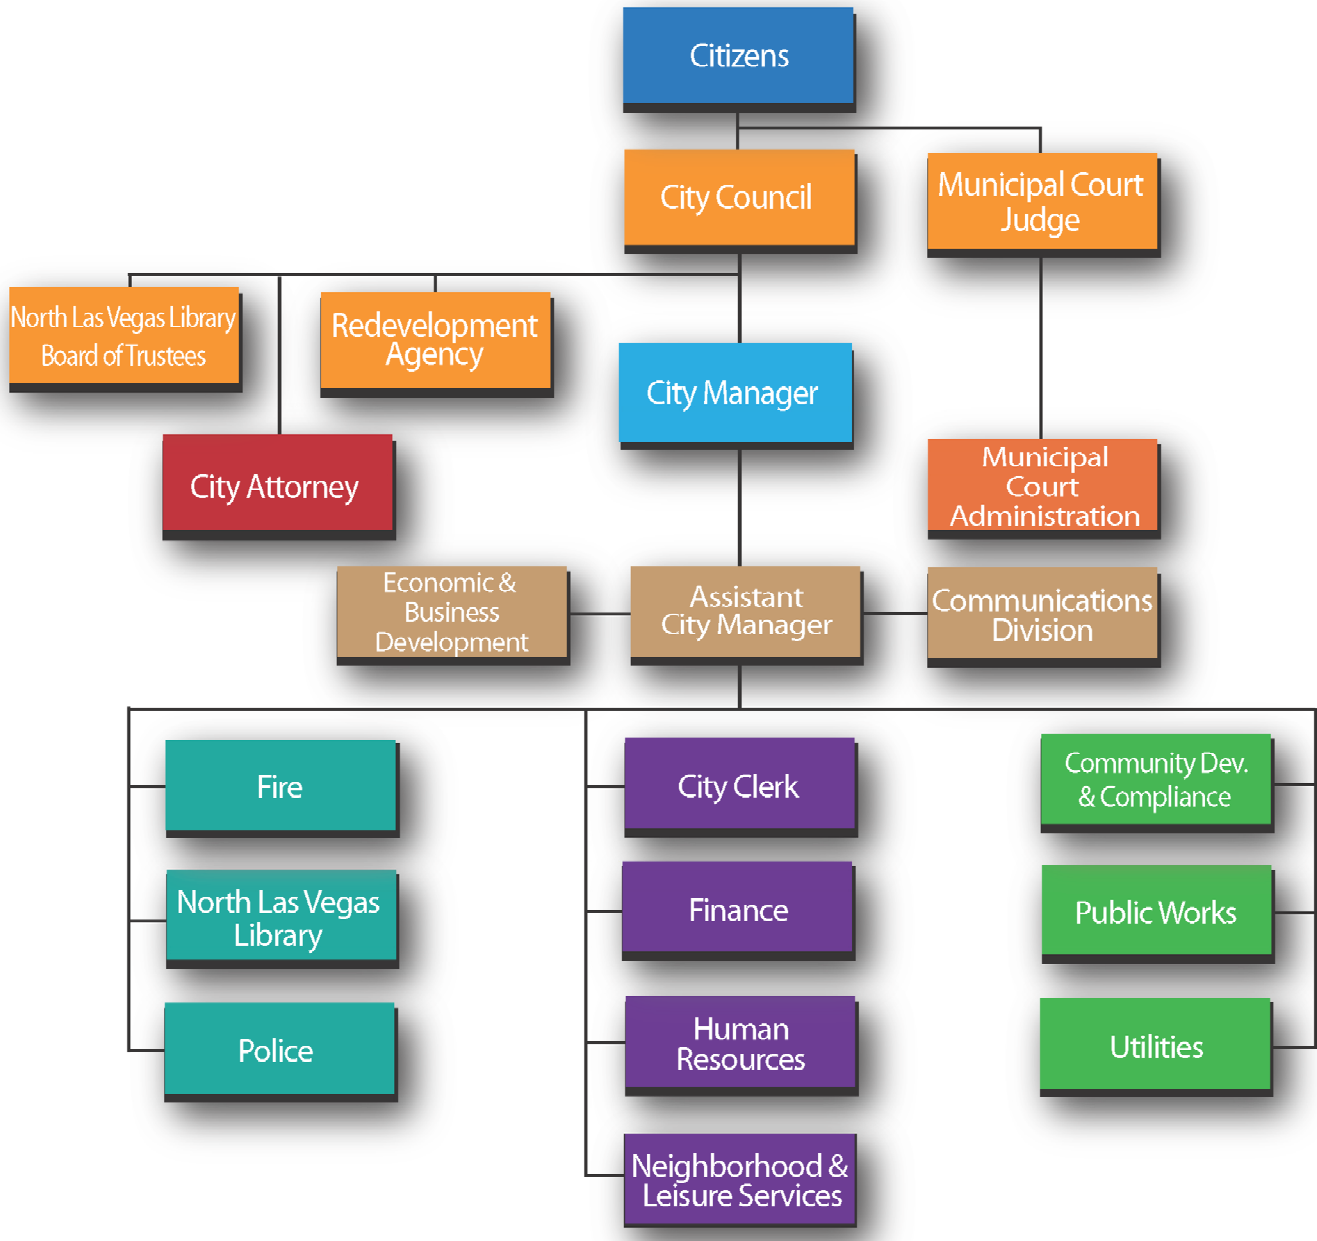 Citizens
City Council
Municipal Court
Judge
North Las Vegas Library
Board of Trustees
Redevelopment
Agency
City Manager
City Attorney
Municipal
Court
Administration
Economic &
Business
Development
Assistant
City Manager
Communications
Division
Fire
City Clerk
Community Dev.
& Compliance
North Las Vegas
Library
Finance
Public Works
Police
Human
Resources
Utilities
Neighborhood &
Leisure Services